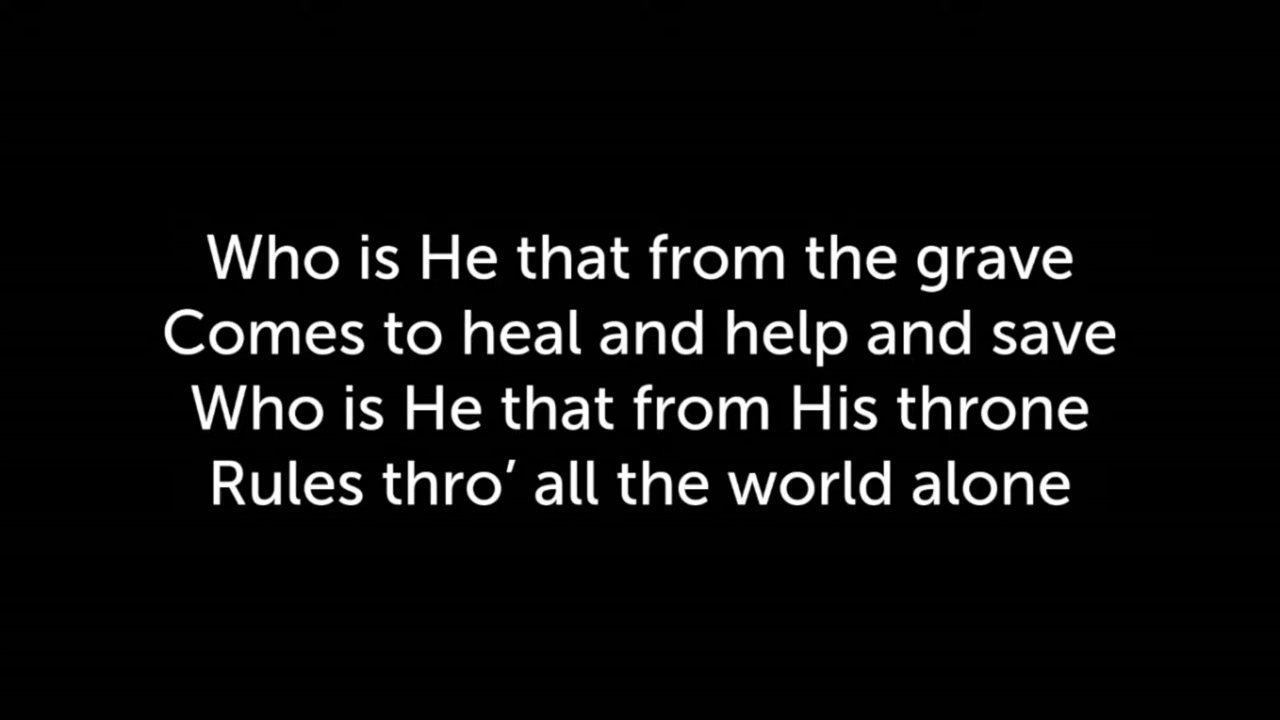 Who is He that from the grave
Comes to heal and help and save
Who is He that from His throne
Rules thro’ all the world alone